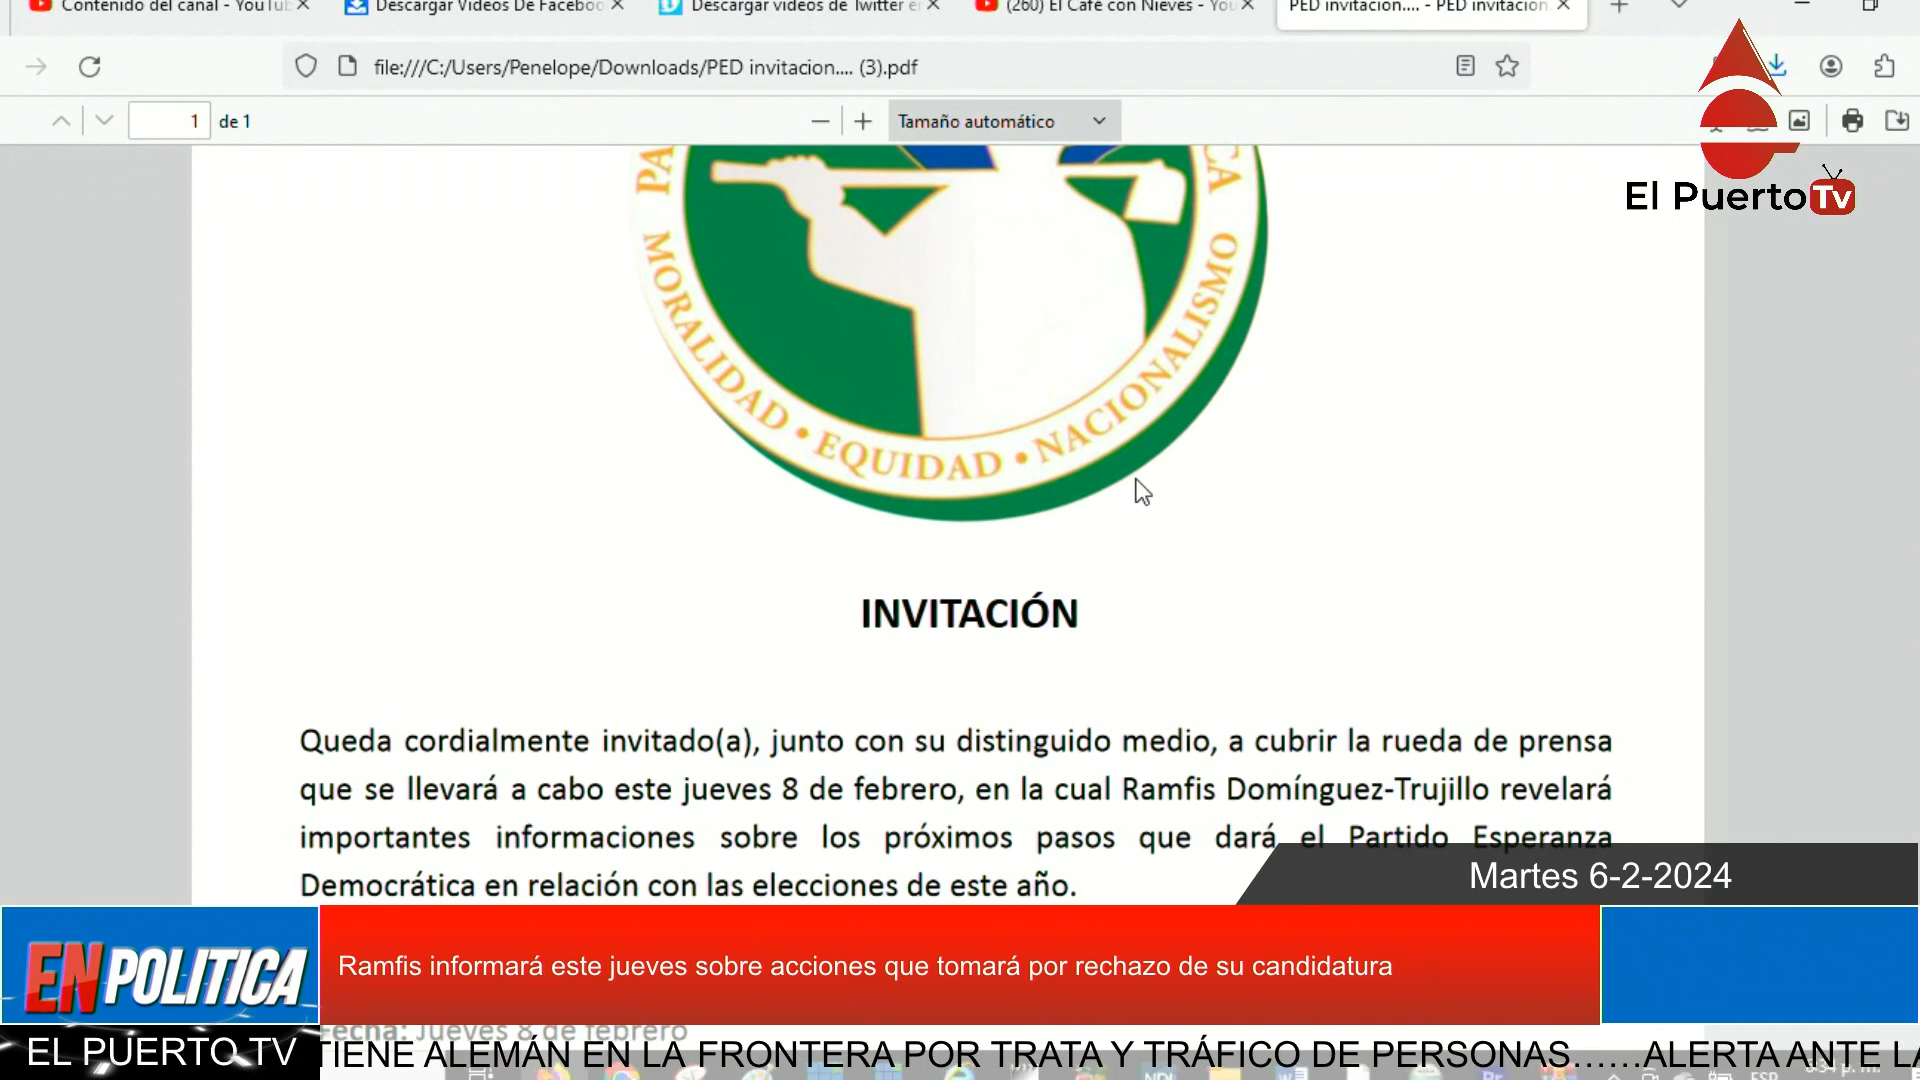 Contenido del canal - YouTub
Descargar Videos De Facebo
Descargar videos de Twitter e
(260) El Café con Nieves - You
PED invitacion.... - PED invitacion
file:///C:/Users/Penelope/Downloads/PED invitacion.... (3).pdf
1 de 1
Tamaño automático
El Puerto Tv
PA
CA
MORALIDAD • EQUIDAD • NACIONALISMO
INVITACIÓN
Queda cordialmente invitado(a), junto con su distinguido medio, a cubrir la rueda de prensa
que se llevará a cabo este jueves 8 de febrero, en la cual Ramfis Domínguez-Trujillo revelará
importantes informaciones sobre los próximos pasos que dará el Partido Esperanza
Democrática en relación con las elecciones de este año.
Martes 6-2-2024
EN POLITICA
Ramfis informará este jueves sobre acciones que tomará por rechazo de su candidatura
Fecha: Jueves 8 de febrero
EL PUERTO TV
TIENE ALEMÁN EN LA FRONTERA POR TRATA Y TRÁFICO DE PERSONAS......ALERTA ANTE LA